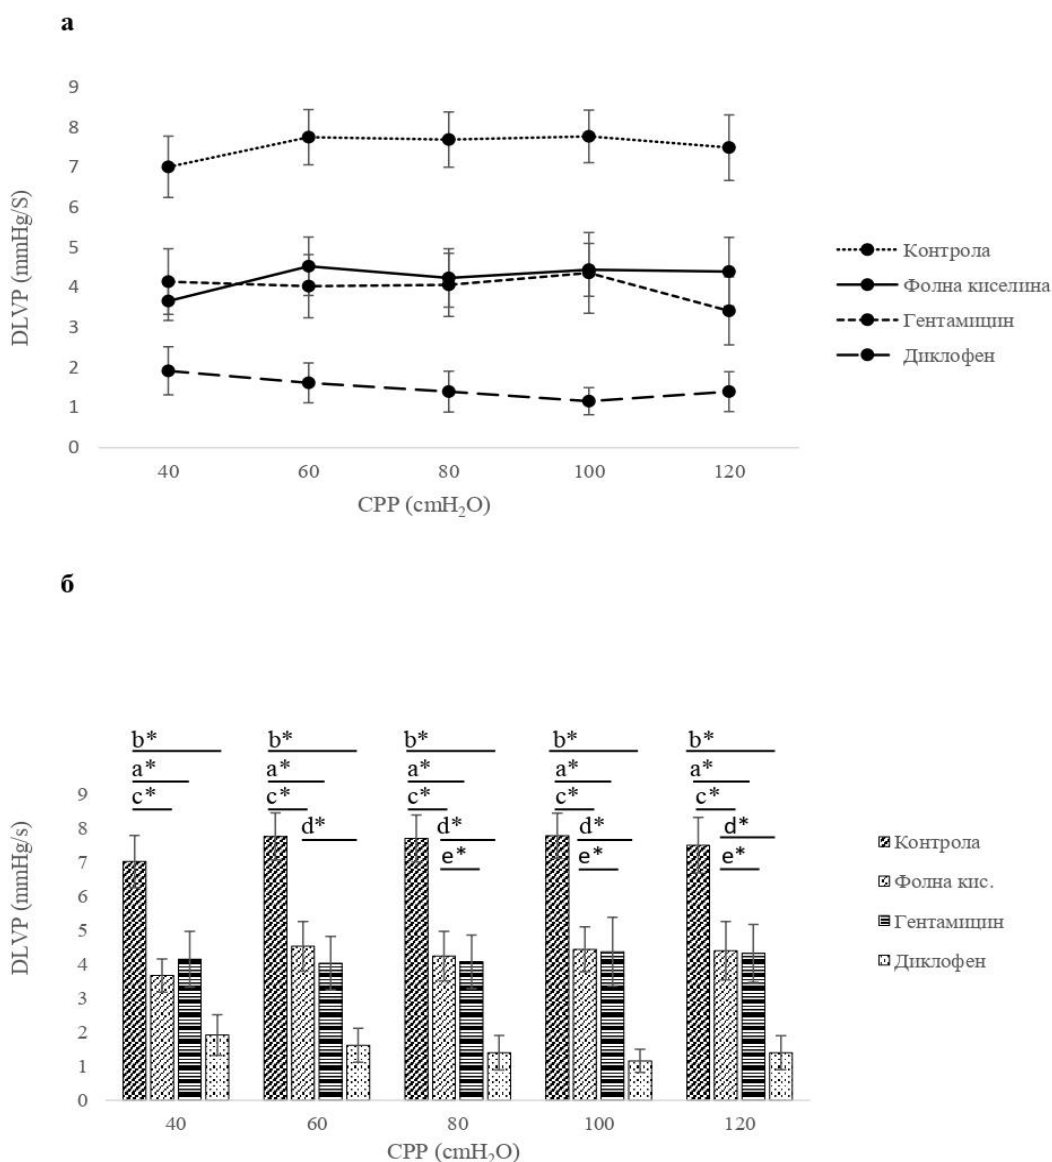 а
9
8
7
6
5
4
3
2
1
0
DLVP (mmHg/S)
40 60 80 100 120
CPP (cmH₂O)
Контрола
Фолна киселина
Гентамицин
Диклофен
б
b* b* b* b* b*
a* a* a* a* a*
c* c* c* c* c*
d* d* d* d*
e* e* e*
9
8
7
6
5
4
3
2
1
0
DLVP (mmHg/s)
40 60 80 100 120
CPP (cmH₂O)
Контрола
Фолна кис.
Гентамицин
Диклофен